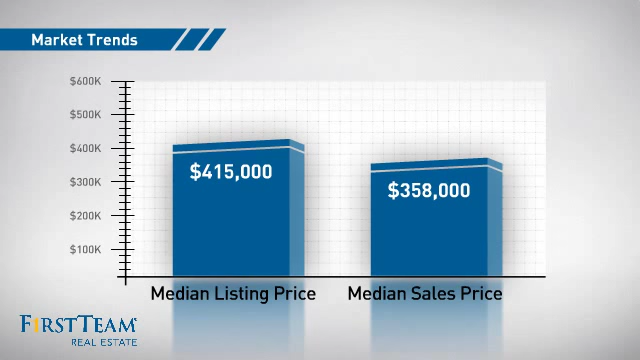 Market Trends
$600K
$500K
$400K
$300K
$200K
$100K
$415,000
$358,000
Median Listing Price
Median Sales Price
FIRSTTEAM®
REAL ESTATE